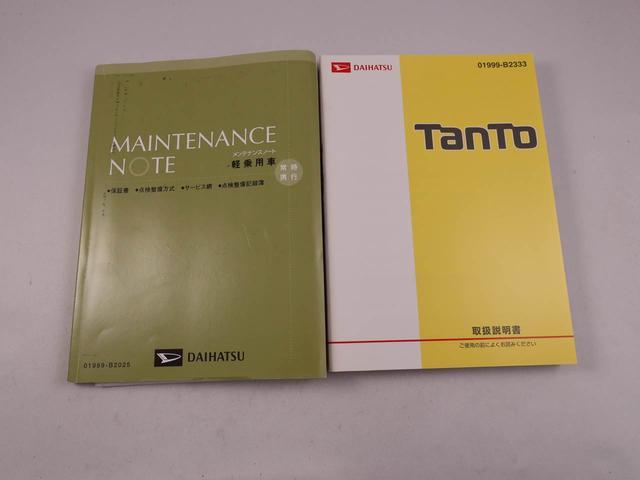 MAINTENANCE
NOTE
メンテナンスノート
軽乗用車
常時
携行
•保証書 •点検整備方式 •サービス網 •点検整備記録簿
DAIHATSU
01999-B2025
DAIHATSU
01999-B2333
TanTo
取扱説明書
ご使用の前によくお読みください